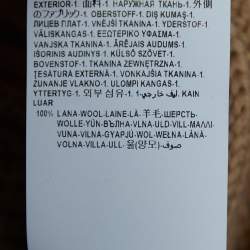 EXTERIOR-1. 面料-1. НАРУЖНАЯ ТКАНЬ-1. 外側
のファブリック-1. OBERSTOFF-1. DIŞ KUMAŞ-1.
ЛИЦЕВ ПЛАТ-1. VNĚJŠÍ TKANINA-1. YDERSTOF-1.
VÄLISKANGAS-1. ΕΞΩΤΕΡΙΚΟ ΥΦΑΣΜΑ-1.
VANJSKA TKANINA-1. ĀRĒJAIS AUDUMS-1.
IŠORINIS AUDINYS-1. KÜLSŐ SZÖVET-1.
BOVENSTOF-1. TKANINA ZEWNĘTRZNA-1.
ȚESĂTURA EXTERNĂ-1. VONKAJŠIA TKANINA-1.
ZUNANJE VLAKNO-1. ULOMPI KANGAS-1.
YTTERTYG-1. 외부 섬유-1. ليف خارجي-1. KAIN
LUAR
100% LANA-WOOL-LAINE-LÃ-羊毛-ШЕРСТЬ-
WOLLE-YÜN-ВЪЛНА-VLNA-ULD-VILL-ΜΑΛΛΙ-
VUNA-VILNA-GYAPJÚ-WOL-WEŁNA-LÂNĂ-
VOLNA-VILLA-ULL-울(양모)-صوف